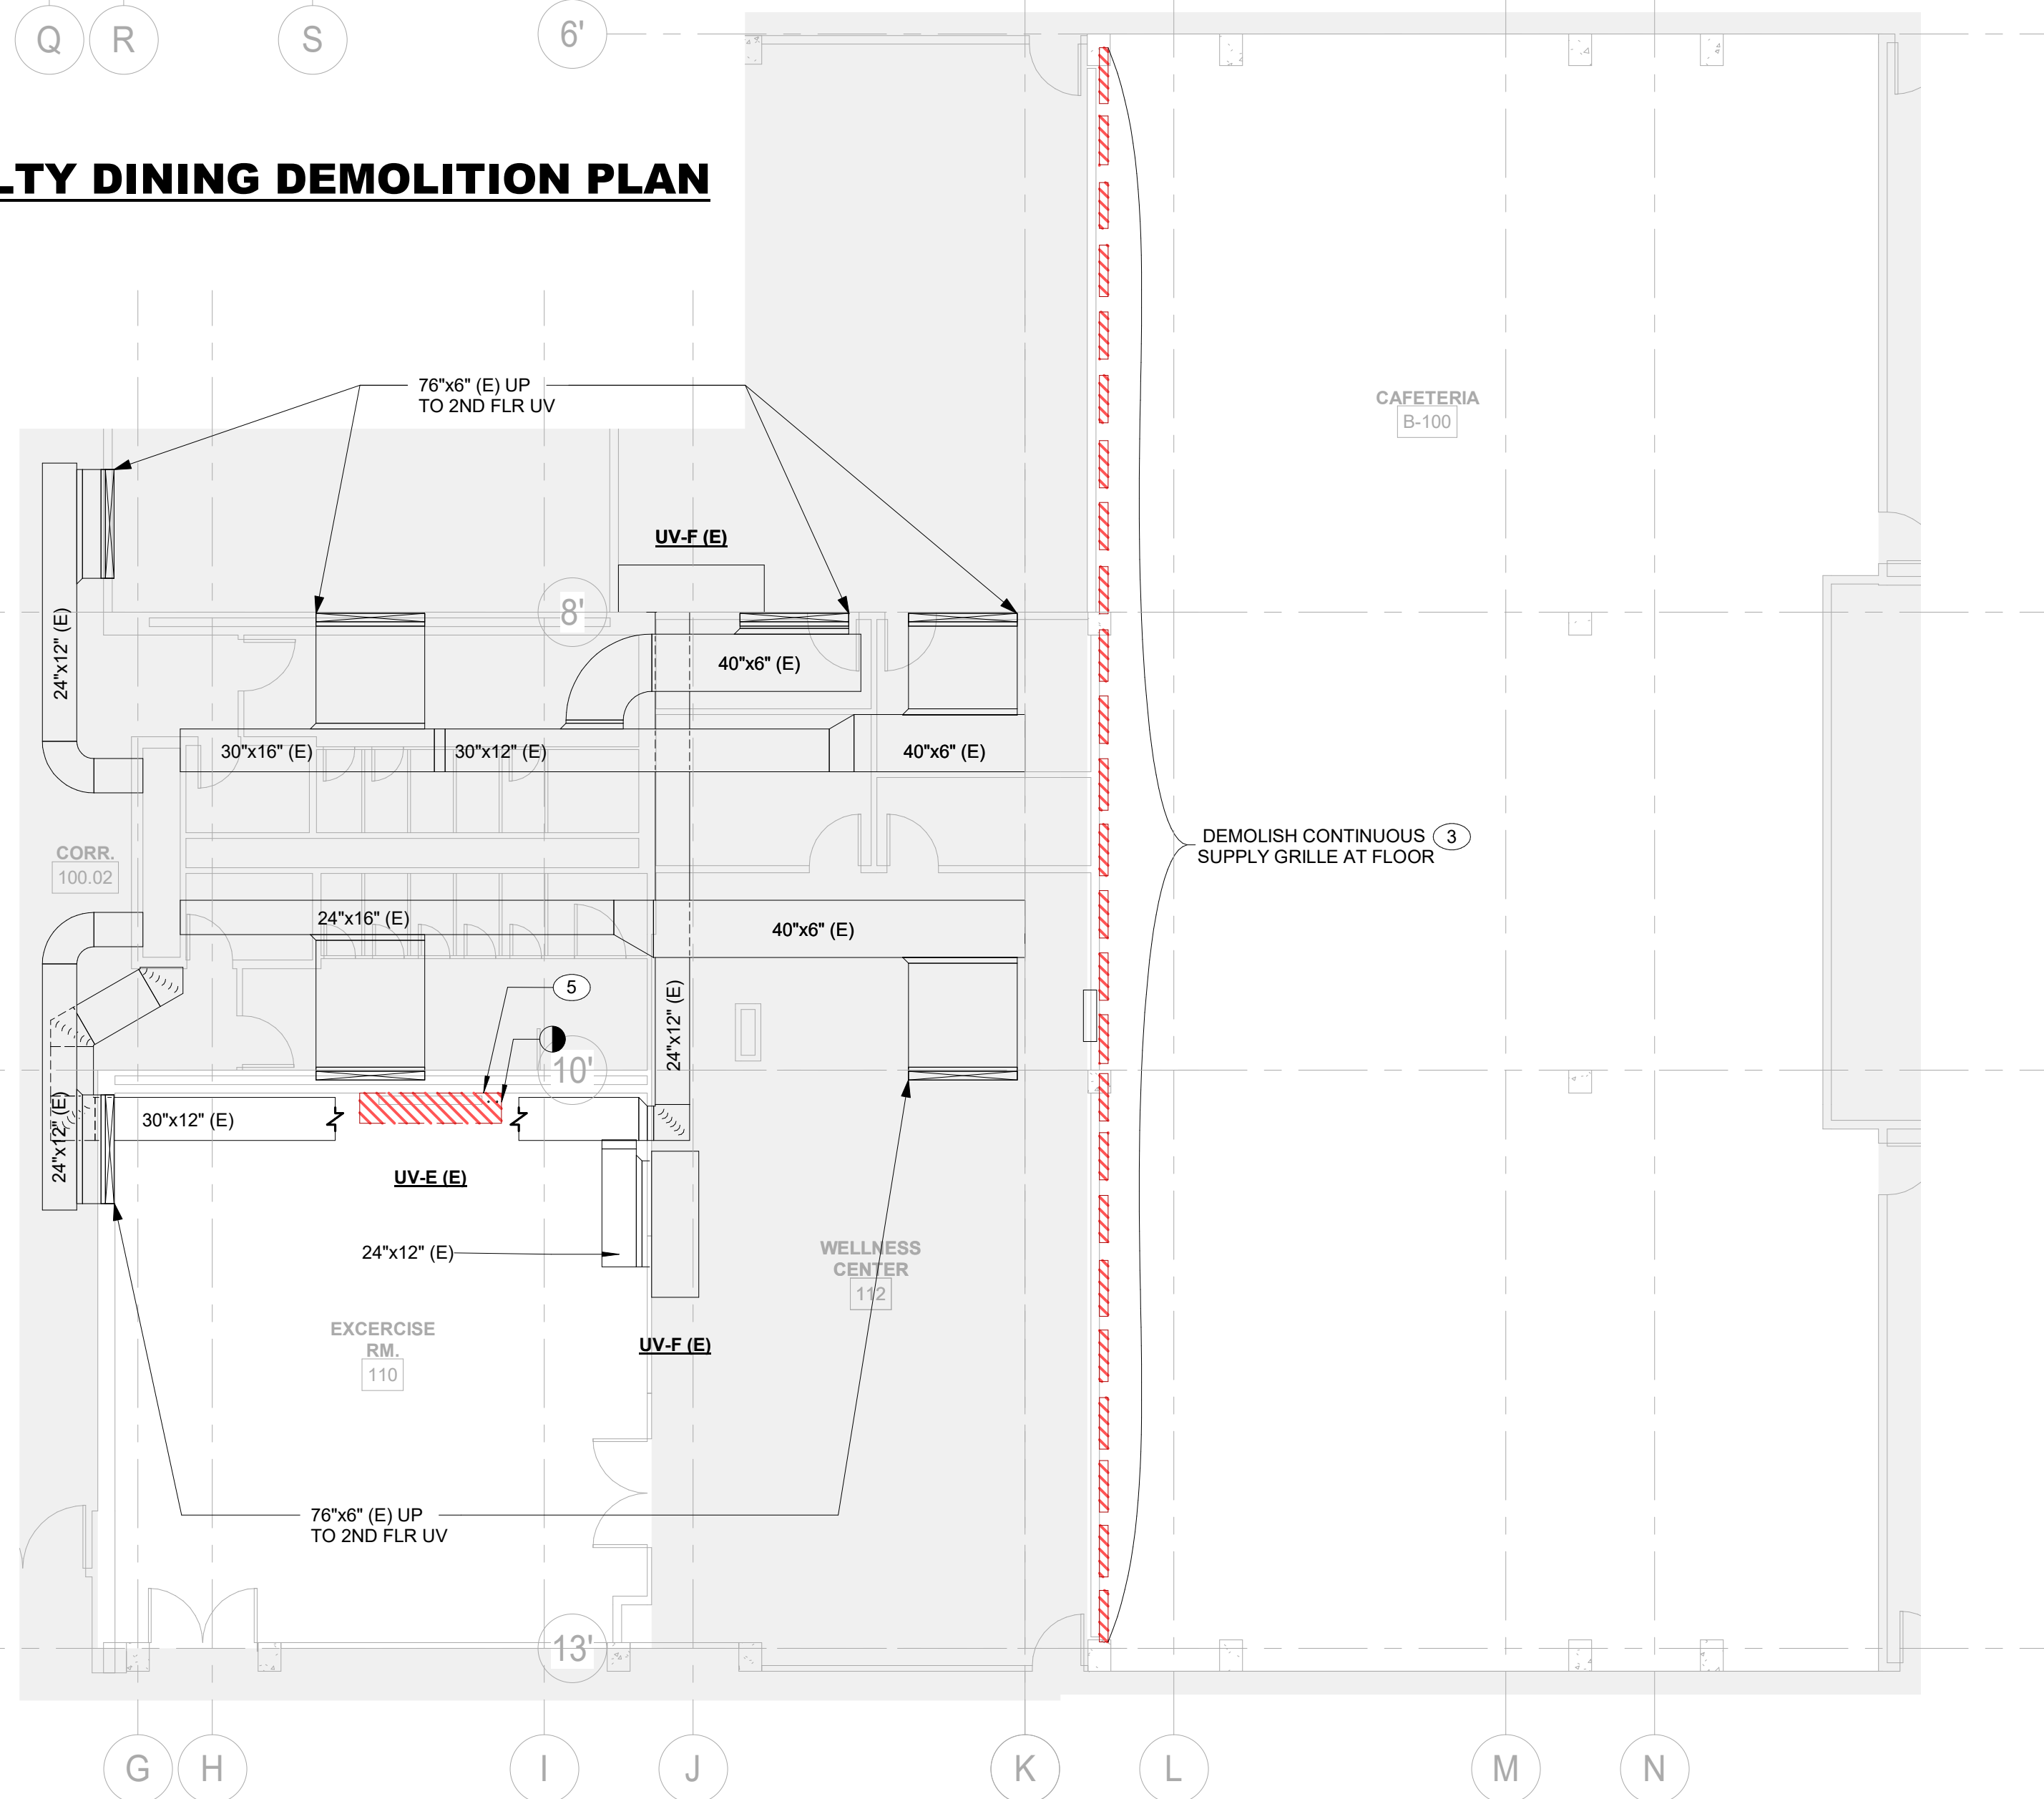 Q
R
S
6'
LTY DINING DEMOLITION PLAN
76"x6" (E) UP
TO 2ND FLR UV
CAFETERIA
B-100
UV-F (E)
8'
24"x12" (E)
40"x6" (E)
30"x16" (E)
30"x12" (E)
40"x6" (E)
DEMOLISH CONTINUOUS 3
SUPPLY GRILLE AT FLOOR
CORR.
100.02
24"x16" (E)
40"x6" (E)
5
24"x12" (E)
10'
24"x12" (E)
30"x12" (E)
UV-E (E)
24"x12" (E)
WELLNESS
CENTER
112
EXCERCISE
RM.
110
UV-F (E)
76"x6" (E) UP
TO 2ND FLR UV
13'
G
H
I
J
K
L
M
N